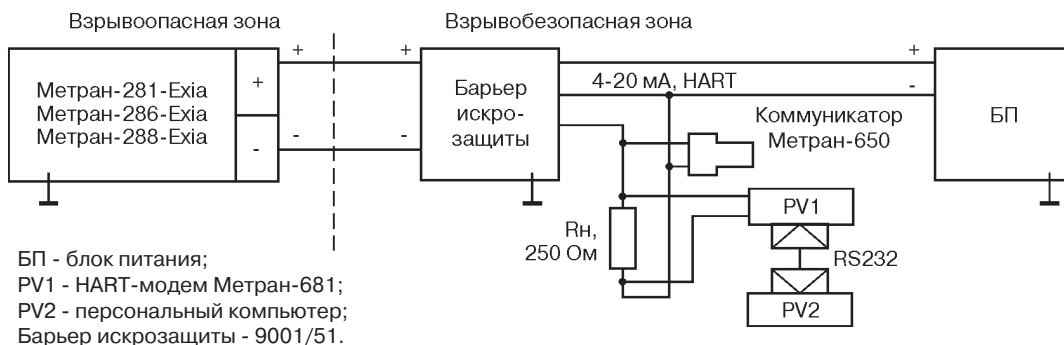 Взрывоопасная зона
Взрывобезопасная зона
+
+
+
Метран-281-Exia
Метран-286-Exia
Метран-288-Exia
+
-
-
-
Барьер
искро-
защиты
4-20 мА, HART
-
БП
Коммуникатор
Метран-650
Rн,
250 Ом
PV1
RS232
PV2
БП - блок питания;
PV1 - HART-модем Метран-681;
PV2 - персональный компьютер;
Барьер искрозащиты - 9001/51.